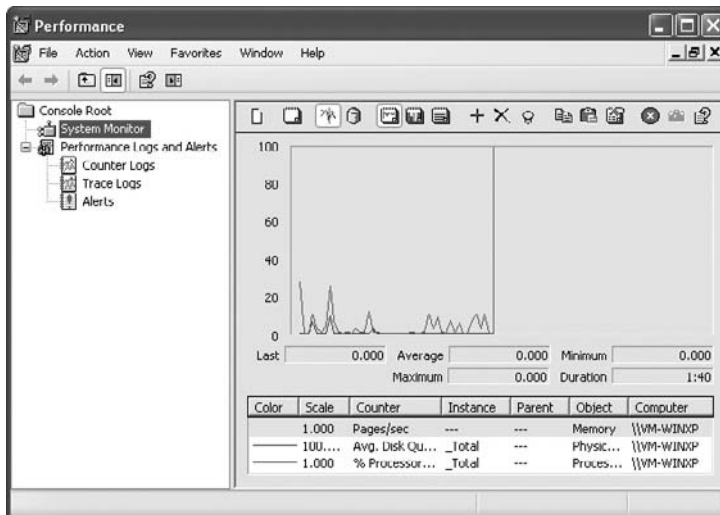 Performance
File Action View Favorites Window Help
Console Root
System Monitor
Performance Logs and Alerts
Counter Logs
Trace Logs
Alerts
100
80
60
40
20
0
Last 0.000 Average 0.000 Minimum 0.000
Maximum 0.000 Duration 1:40
Color Scale Counter Instance Parent Object Computer
1.000 Pages/sec --- --- Memory \\VM-WINXP
100.... Avg. Disk Qu... _Total --- Physic... \\VM-WINXP
1.000 % Processor... _Total --- Proces... \\VM-WINXP